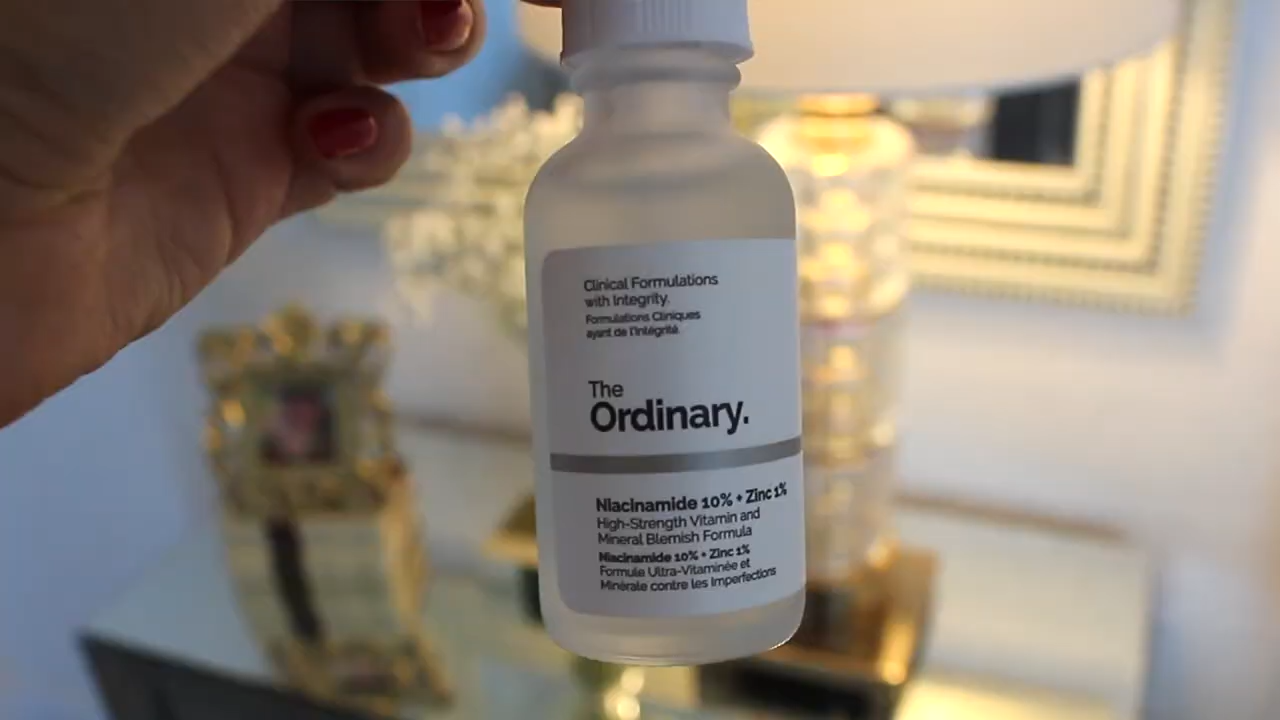 Clinical Formulations
with Integrity.
Formulations Cliniques
ayant de l'Intégrité.
The
Ordinary.
Niacinamide 10% + Zinc 1%
High-Strength Vitamin and
Mineral Blemish Formula
Niacinamide 10% + Zinc 1%
Formule Ultra-Vitaminée et
Minérale contre les Imperfections